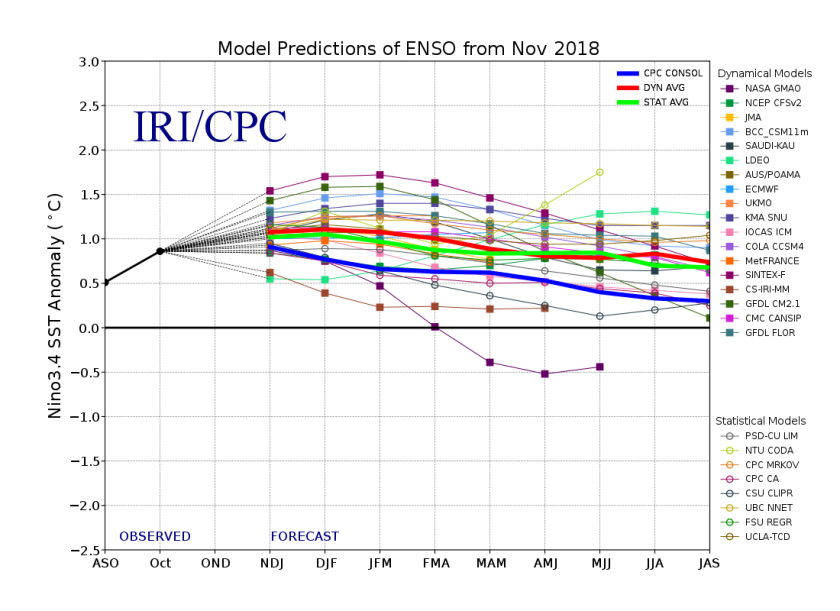 Model Predictions of ENSO from Nov 2018
IRI/CPC
CPC CONSOL
DYN AVG
STAT AVG
Nino3.4 SST Anomaly (°C)
3.0
2.5
2.0
1.5
1.0
0.5
0.0
−0.5
−1.0
−1.5
−2.0
−2.5
OBSERVED
FORECAST
ASO Oct OND NDJ DJF JFM FMA MAM AMJ MJJ JJA JAS
Dynamical Models
NASA GMAO
NCEP CFSv2
JMA
BCC_CSM11m
SAUDI-KAU
LDEO
AUS/POAMA
ECMWF
UKMO
KMA SNU
IOCAS ICM
COLA CCSM4
MetFRANCE
SINTEX-F
CS-IRI-MM
GFDL CM2.1
CMC CANSIP
GFDL FLOR
Statistical Models
PSD-CU LIM
NTU CODA
CPC MRKOV
CPC CA
CSU CLIPR
UBC NNET
FSU REGR
UCLA-TCD